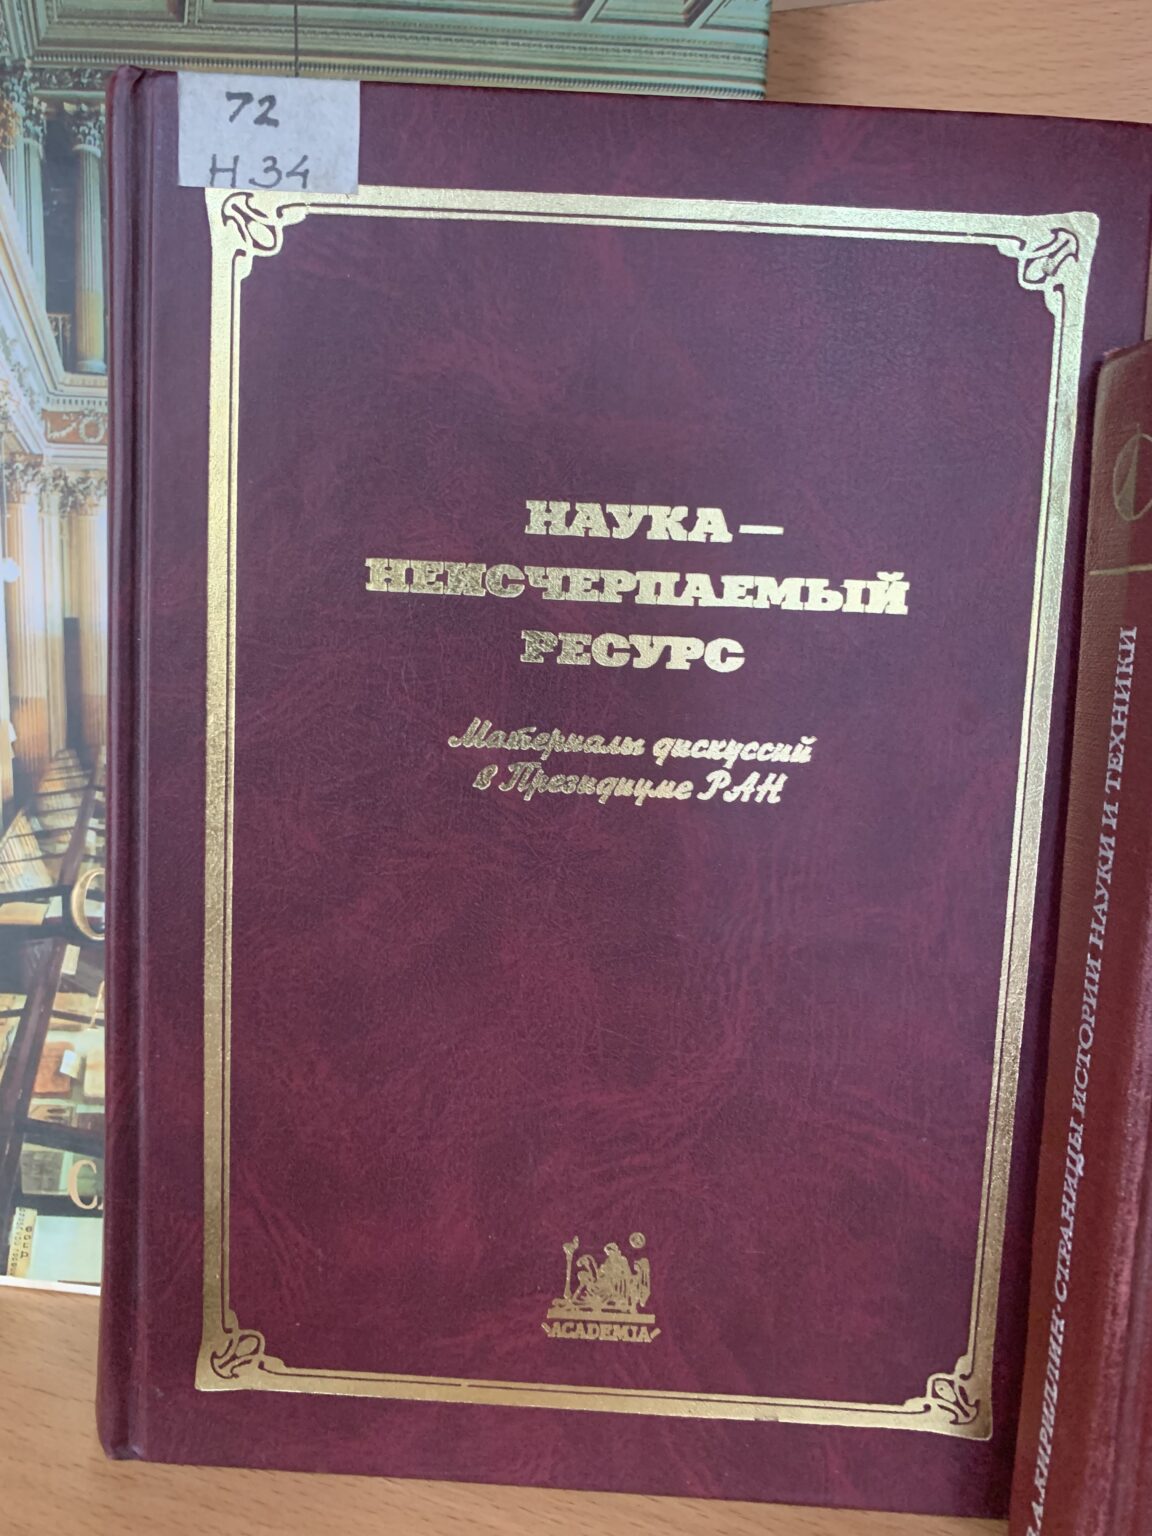 72
Н 34
НАУКА —
НЕИСЧЕРПАЕМЫЙ
РЕСУРС
Материалы дискуссий
в Президиуме РАН
ACADEMIA
КИРИЛЛИН · СТРАНИЦЫ ИСТОРИИ НАУКИ И ТЕХНИКИ